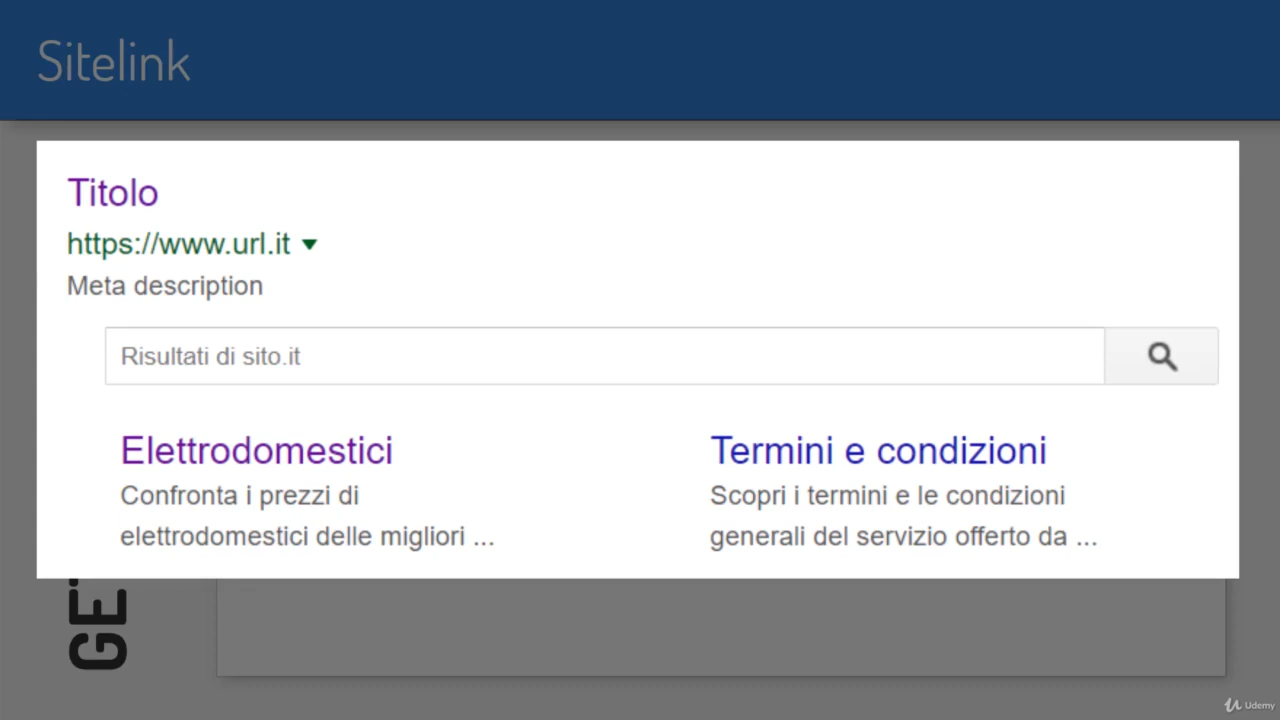 Sitelink
Titolo
https://www.url.it
Meta description
Risultati di sito.it
Elettrodomestici
Confronta i prezzi di
elettrodomestici delle migliori ...
Termini e condizioni
Scopri i termini e le condizioni
generali del servizio offerto da ...
GE
Udemy